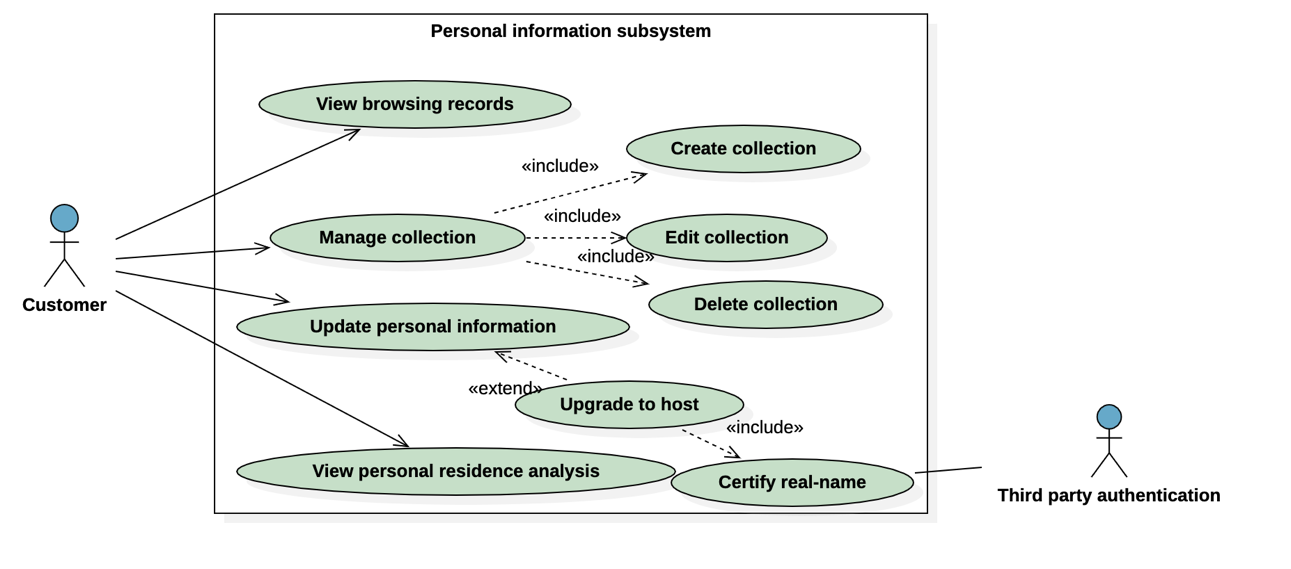 Personal information subsystem
View browsing records
Create collection
«include»
«include»
Manage collection
Edit collection
«include»
Customer
Delete collection
Update personal information
«extend»
Upgrade to host
«include»
View personal residence analysis
Certify real-name
Third party authentication